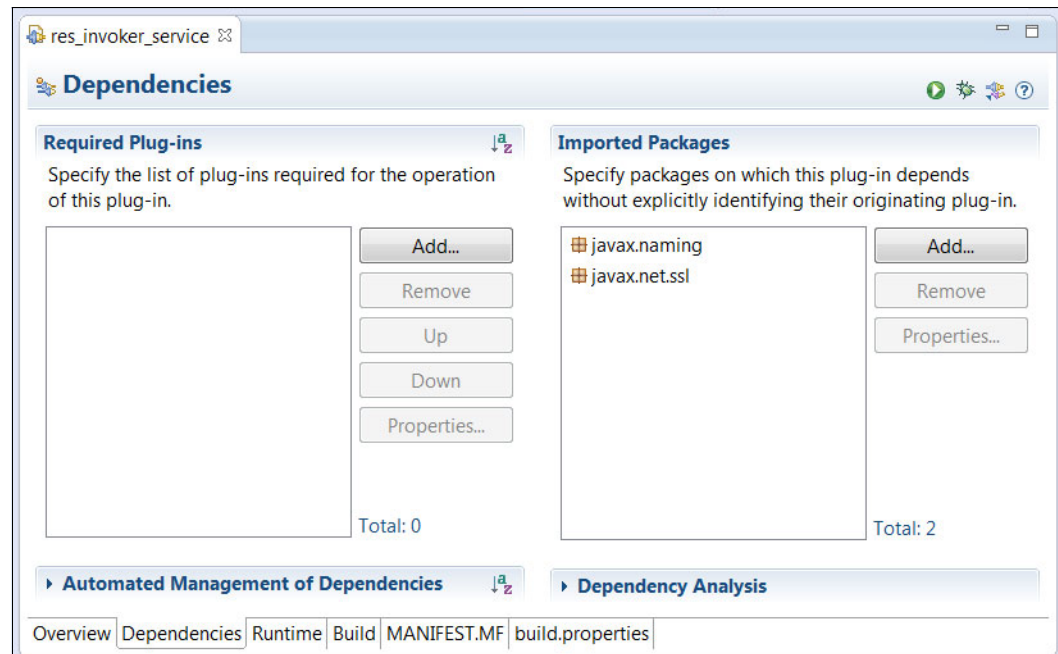 res_invoker_service
Dependencies
Required Plug-ins
Specify the list of plug-ins required for the operation
of this plug-in.
Add...
Remove
Up
Down
Properties...
Total: 0
Imported Packages
Specify packages on which this plug-in depends
without explicitly identifying their originating plug-in.
javax.naming
javax.net.ssl
Add...
Remove
Properties...
Total: 2
Automated Management of Dependencies
Dependency Analysis
Overview Dependencies Runtime Build MANIFEST.MF build.properties